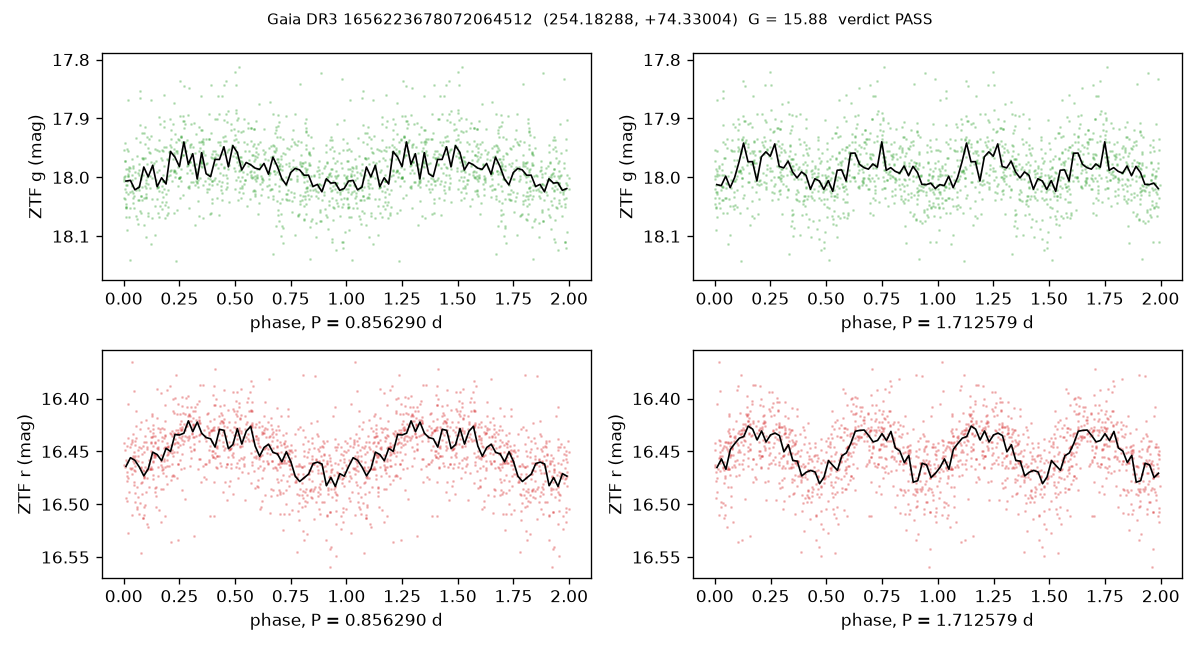 Gaia DR3 1656223678072064512 (254.18288, +74.33004) G = 15.88 verdict PASS
17.8
17.9
18.0
18.1
ZTF g (mag)
0.00 0.25 0.50 0.75 1.00 1.25 1.50 1.75 2.00
phase, P = 0.856290 d
17.8
17.9
18.0
18.1
ZTF g (mag)
0.00 0.25 0.50 0.75 1.00 1.25 1.50 1.75 2.00
phase, P = 1.712579 d
16.40
16.45
16.50
16.55
ZTF r (mag)
0.00 0.25 0.50 0.75 1.00 1.25 1.50 1.75 2.00
phase, P = 0.856290 d
16.40
16.45
16.50
16.55
ZTF r (mag)
0.00 0.25 0.50 0.75 1.00 1.25 1.50 1.75 2.00
phase, P = 1.712579 d